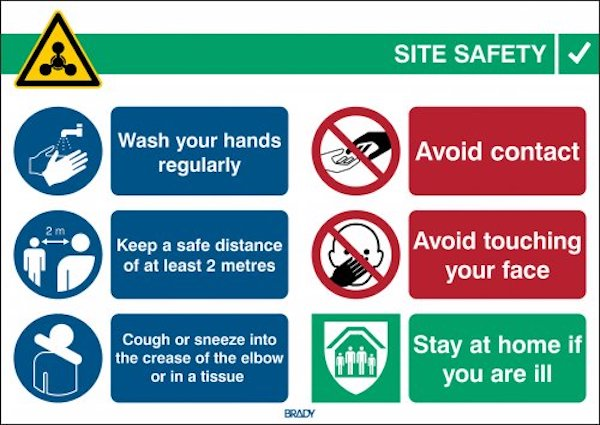 SITE SAFETY
Wash your hands
regularly
Avoid contact
2 m
Keep a safe distance
of at least 2 metres
Avoid touching
your face
Cough or sneeze into
the crease of the elbow
or in a tissue
Stay at home if
you are ill
BRADY